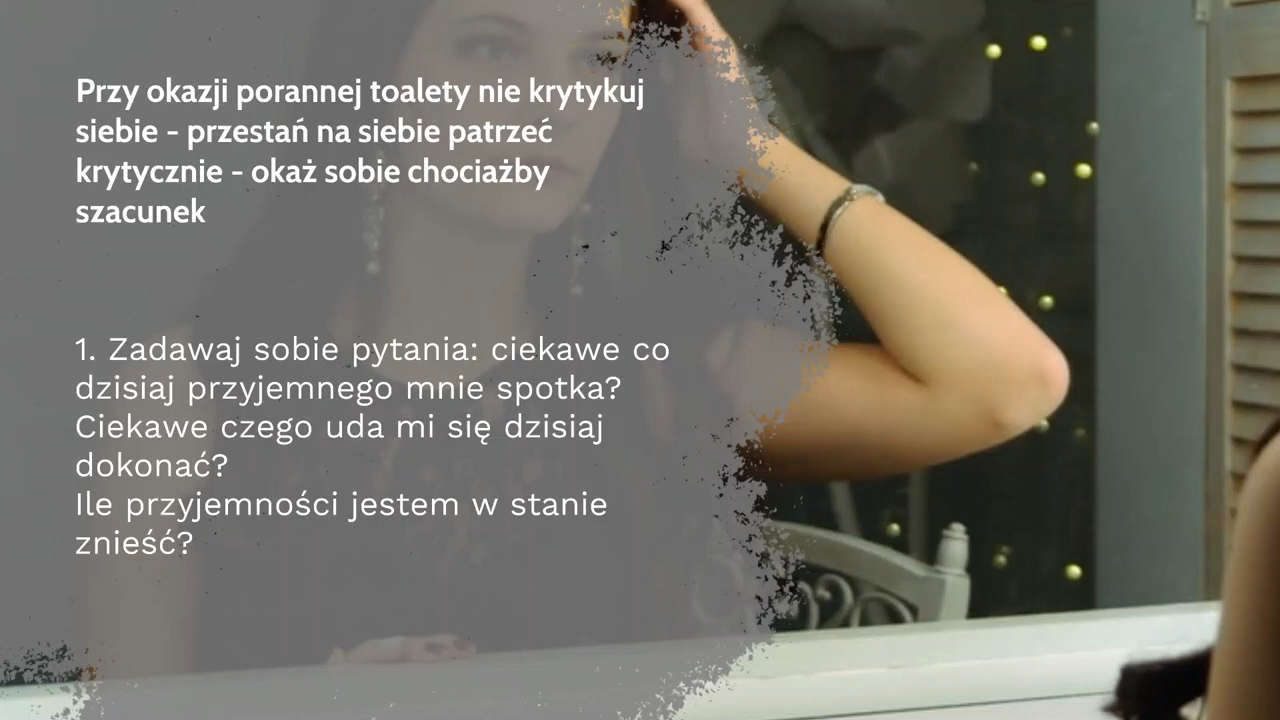 Przy okazji porannej toalety nie krytykuj
siebie - przestań na siebie patrzeć
krytycznie - okaż sobie chociażby
szacunek
1. Zadawaj sobie pytania: ciekawe co
dzisiaj przyjemnego mnie spotka?
Ciekawe czego uda mi się dzisiaj
dokonać?
Ile przyjemności jestem w stanie
znieść?